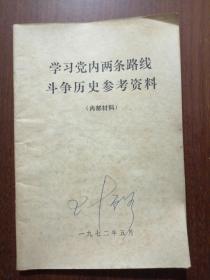 学习党内两条路线
斗争历史参考资料
（内部材料）
一九七二年五月